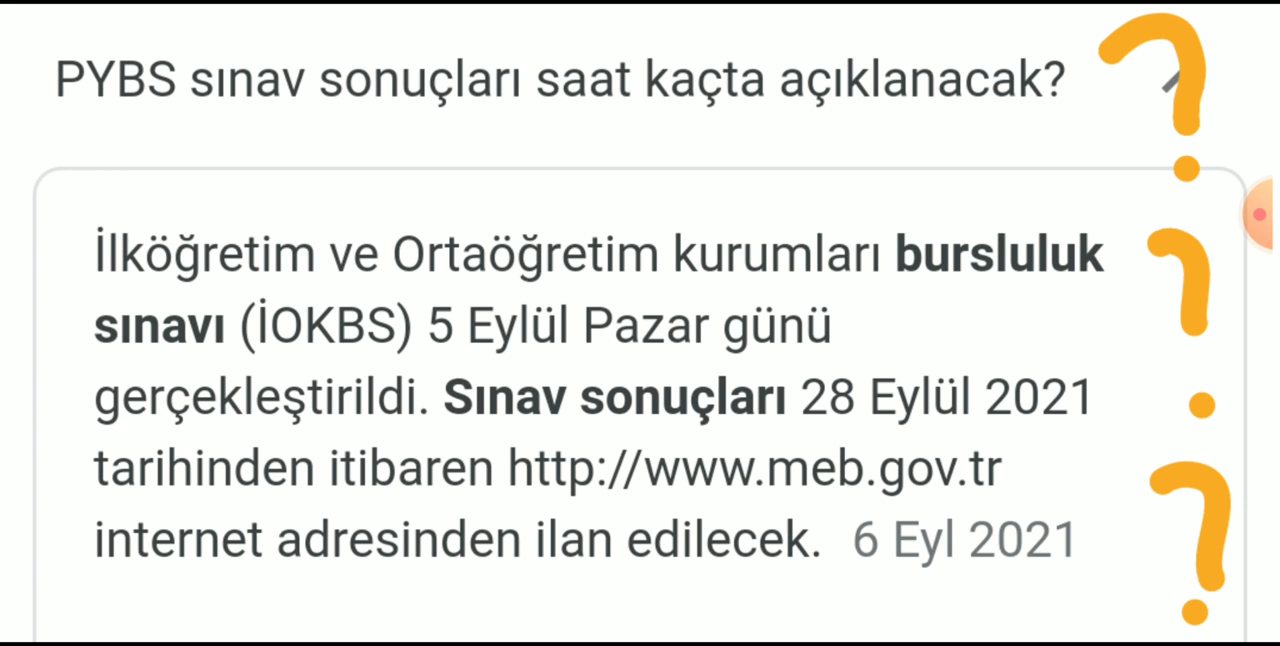 PYBS sınav sonuçları saat kaçta açıklanacak?
İlköğretim ve Ortaöğretim kurumları bursluluk
sınavı (İOKBS) 5 Eylül Pazar günü
gerçekleştirildi. Sınav sonuçları 28 Eylül 2021
tarihinden itibaren http://www.meb.gov.tr
internet adresinden ilan edilecek. 6 Eyl 2021
?
?
?